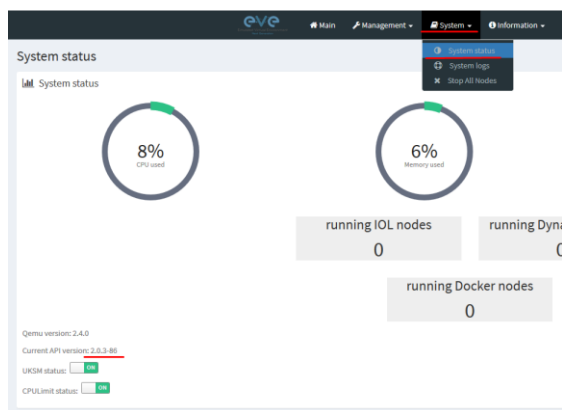 eve
Main
Management
System
Information
System status
System logs
Stop All Nodes
System status
System status
8%
CPU used
6%
Memory used
running IOL nodes
0
running Dyna
running Docker nodes
0
Qemu version: 2.4.0
Current API version: 2.0.3-86
UKSM status: ON
CPULimit status: ON